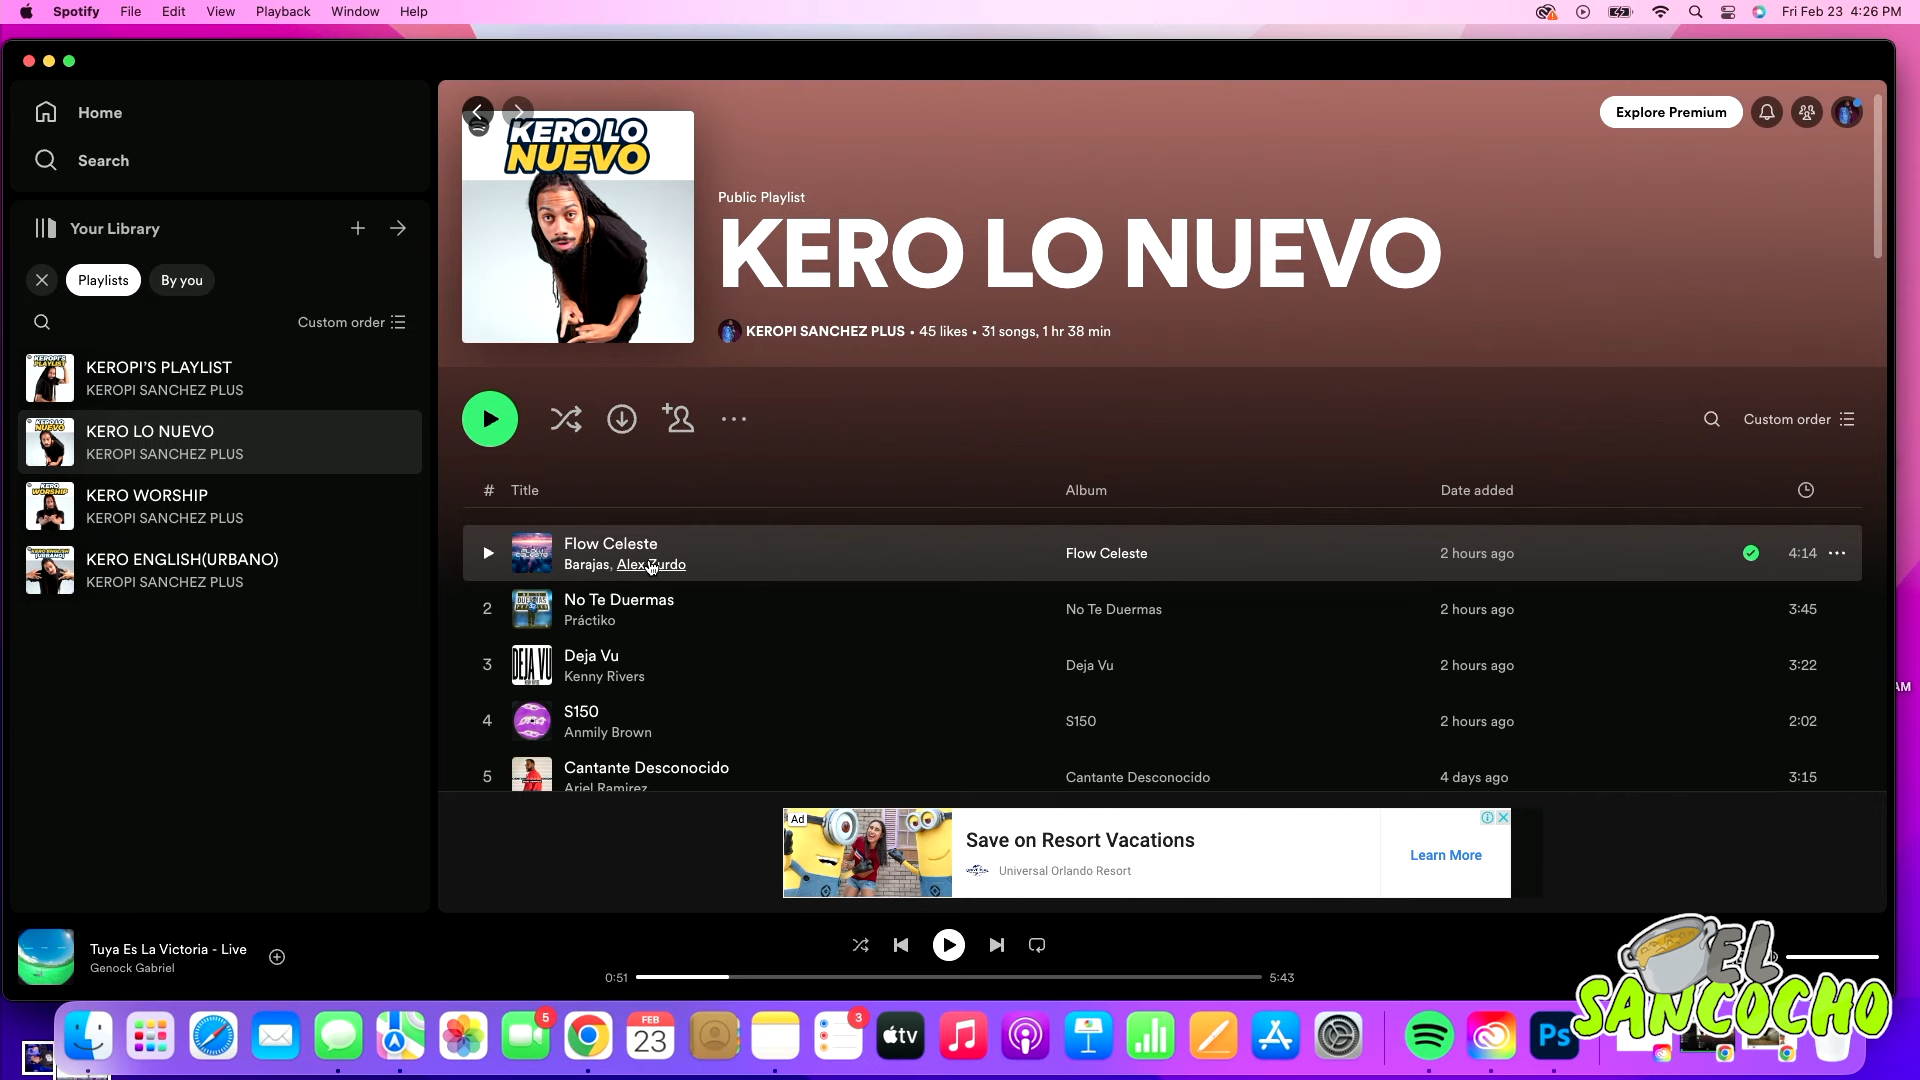 Spotify File Edit View Playback Window Help
Fri Feb 23 4:26 PM
Home
Search
Your Library
Playlists By you
Custom order
KEROPI'S PLAYLIST
KEROPI SANCHEZ PLUS
KERO LO NUEVO
KEROPI SANCHEZ PLUS
KERO WORSHIP
KEROPI SANCHEZ PLUS
KERO ENGLISH(URBANO)
KEROPI SANCHEZ PLUS
KERO LO
NUEVO
Explore Premium
Public Playlist
KERO LO NUEVO
KEROPI SANCHEZ PLUS • 45 likes • 31 songs, 1 hr 38 min
Custom order
# Title Album Date added
Flow Celeste
Barajas, Alex Zurdo
Flow Celeste 2 hours ago 4:14
2 No Te Duermas
Práctiko
No Te Duermas 2 hours ago 3:45
3 Deja Vu
Kenny Rivers
Deja Vu 2 hours ago 3:22
DEJA VU
4 S150
Anmily Brown
S150 2 hours ago 2:02
5 Cantante Desconocido
Ariel Ramirez
Cantante Desconocido 4 days ago 3:15
Ad
Save on Resort Vacations
Universal Orlando Resort
Learn More
Tuya Es La Victoria - Live
Genock Gabriel
0:51 5:43
AM
EL
SANCOCHO
5
FEB
23
3
tv
Ps